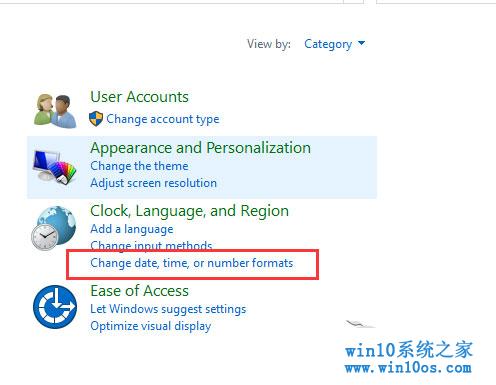 View by: Category
User Accounts
Change account type
Appearance and Personalization
Change the theme
Adjust screen resolution
Clock, Language, and Region
Add a language
Change input methods
Change date, time, or number formats
Ease of Access
Let Windows suggest settings
Optimize visual display
win10系统之家
www.win10os.com